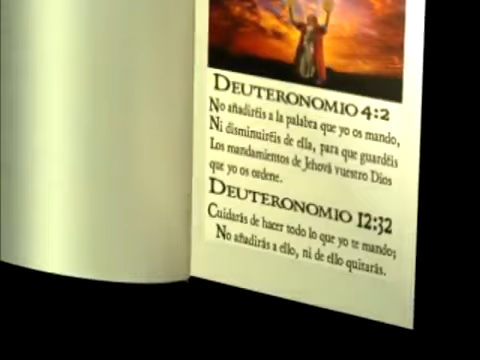 DEUTERONOMIO 4:2
No añadiréis a la palabra que yo os mando,
Ni disminuiréis de ella, para que guardéis
Los mandamientos de Jehová vuestro Dios
que yo os ordene.
DEUTERONOMIO 12:32
Cuidarás de hacer todo lo que yo te mando;
No añadirás a ello, ni de ello quitarás.